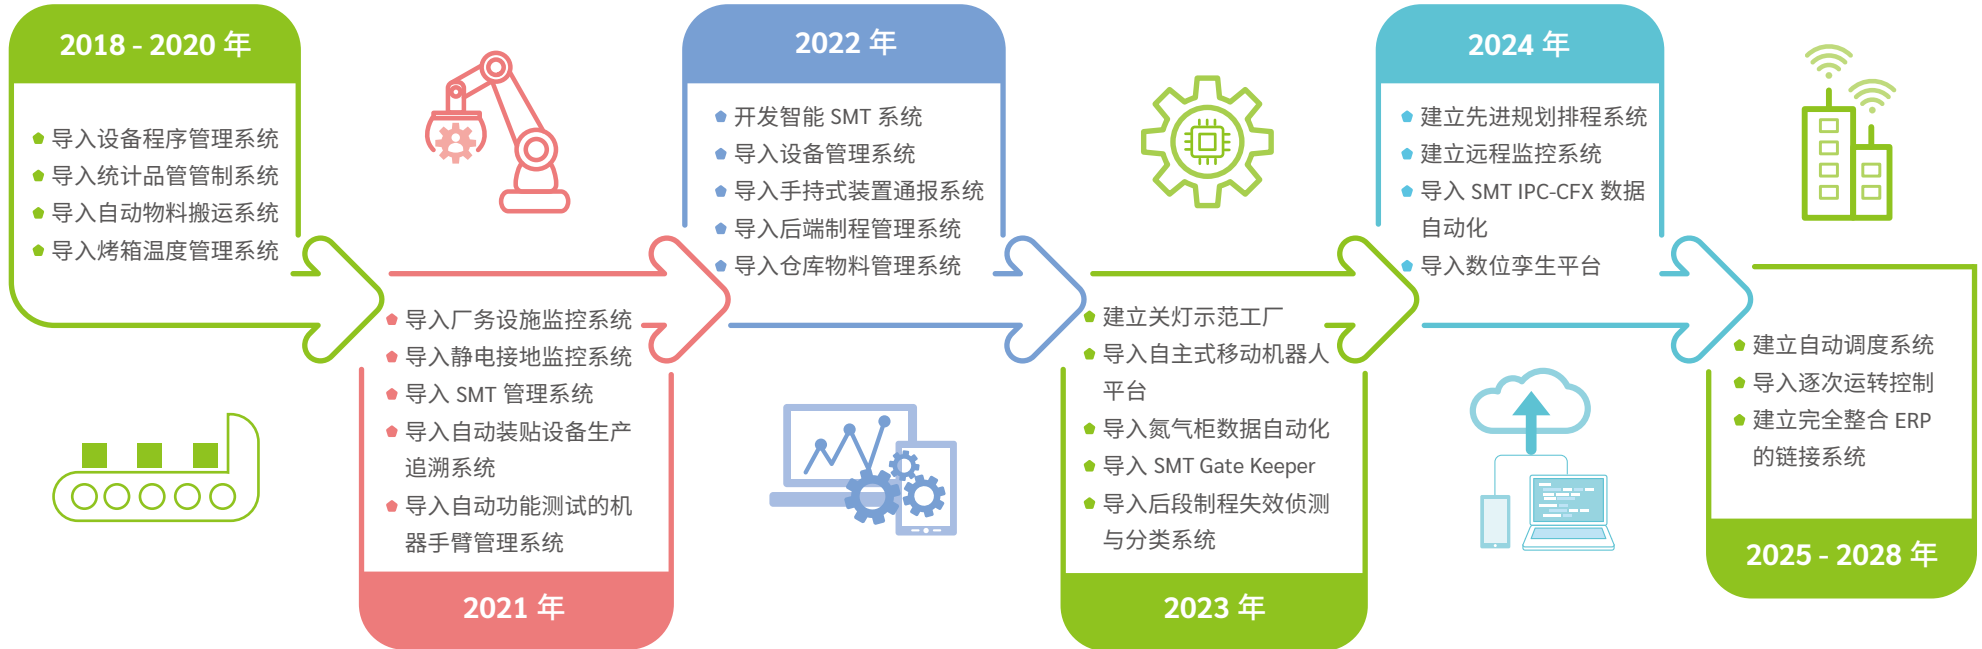 2018 - 2020 年
导入设备程序管理系统
导入统计品管管制系统
导入自动物料搬运系统
导入烤箱温度管理系统
导入厂务设施监控系统
导入静电接地监控系统
导入 SMT 管理系统
导入自动装贴设备生产
追溯系统
导入自动功能测试的机
器手臂管理系统
2021 年
2022 年
开发智能 SMT 系统
导入设备管理系统
导入手持式装置通报系统
导入后端制程管理系统
导入仓库物料管理系统
建立关灯示范工厂
导入自主式移动机器人
平台
导入氮气柜数据自动化
导入 SMT Gate Keeper
导入后段制程失效侦测
与分类系统
2023 年
2024 年
建立先进规划排程系统
建立远程监控系统
导入 SMT IPC-CFX 数据
自动化
导入数位孪生平台
建立自动调度系统
导入逐次运转控制
建立完全整合 ERP
的链接系统
2025 - 2028 年